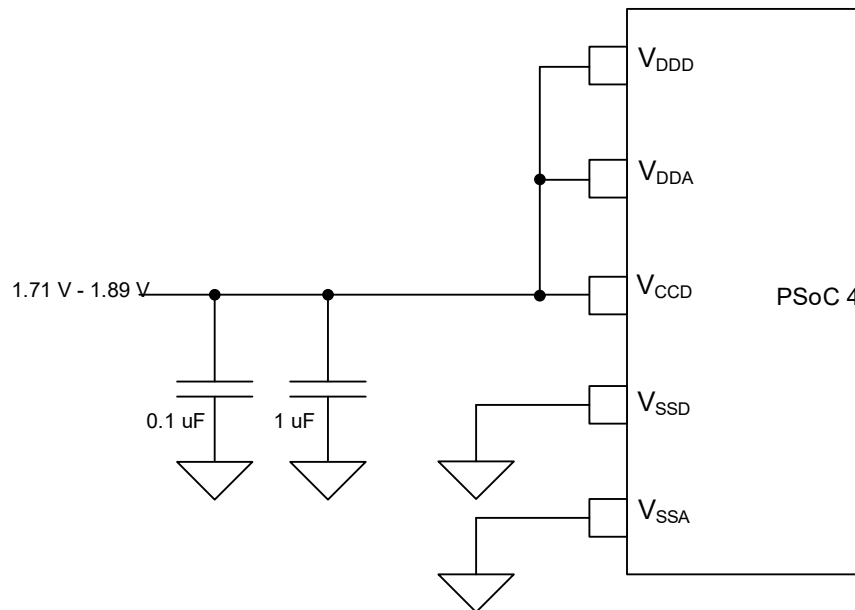 VDDD
VDDA
1.71 V - 1.89 V
VCCD
PSoC 4
0.1 uF
1 uF
VSSD
VSSA